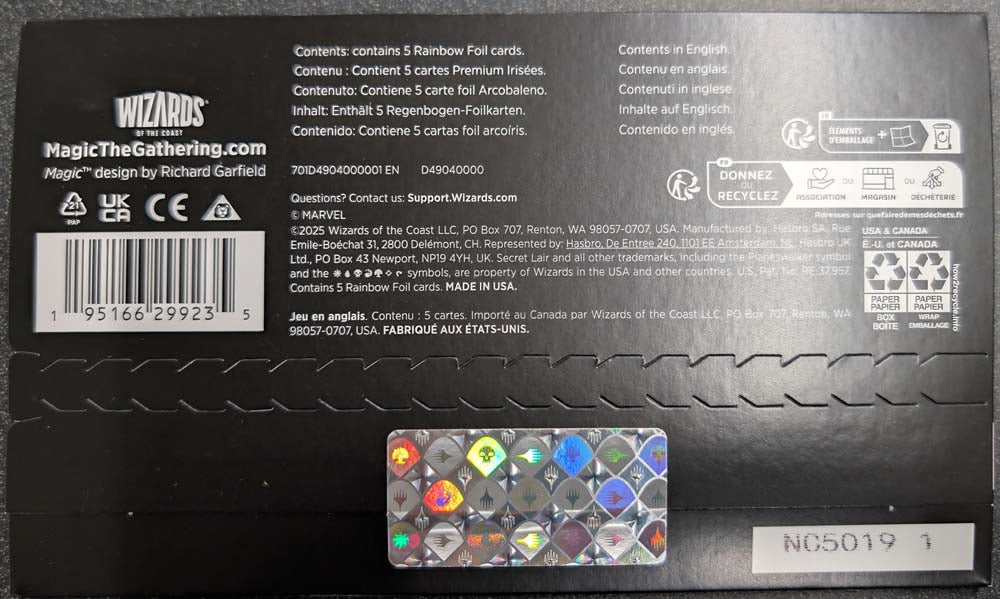 Contents: contains 5 Rainbow Foil cards.
Contenu : Contient 5 cartes Premium Irisées.
Contenuto: Contiene 5 carte foil Arcobaleno.
Inhalt: Enthält 5 Regenbogen-Foilkarten.
Contenido: Contiene 5 cartas foil arcoíris.
Contents in English.
Contenu en anglais.
Contenuti in inglese.
Inhalte auf Englisch.
Contenido en inglés.
WIZARDS
OF THE COAST
MagicTheGathering.com
Magic™ design by Richard Garfield
21
PAP
UK
CA
CE
1 95166 29923 5
701D4904000001 EN D49040000
Questions? Contact us: Support.Wizards.com
© MARVEL
©2025 Wizards of the Coast LLC, PO Box 707, Renton, WA 98057-0707, USA. Manufactured by: Hasbro SA, Rue
Emile-Boéchat 31, 2800 Delémont, CH. Represented by: Hasbro, De Entree 240, 1101 EE Amsterdam, NL. Hasbro UK
Ltd., PO Box 43 Newport, NP19 4YH, UK. Secret Lair and all other trademarks, including the Planeswalker symbol
and the symbols, are property of Wizards in the USA and other countries. U.S. Pat. No. RE 37,957.
Contains 5 Rainbow Foil cards. MADE IN USA.
Jeu en anglais. Contenu : 5 cartes. Importé au Canada par Wizards of the Coast LLC, PO Box 707, Renton, WA
98057-0707, USA. FABRIQUÉ AUX ÉTATS-UNIS.
FR
ÉLÉMENTS
D'EMBALLAGE +
FR
DONNEZ
OU
RECYCLEZ
ASSOCIATION OU MAGASIN OU DÉCHÈTERIE
Adresses sur quefairedemesdechets.fr
USA & CANADA
É.-U. et CANADA
PAPER
PAPIER
BOX
BOITE
PAPER
PAPIER
WRAP
EMBALLAGE
how2recycle.info
NC5019 1